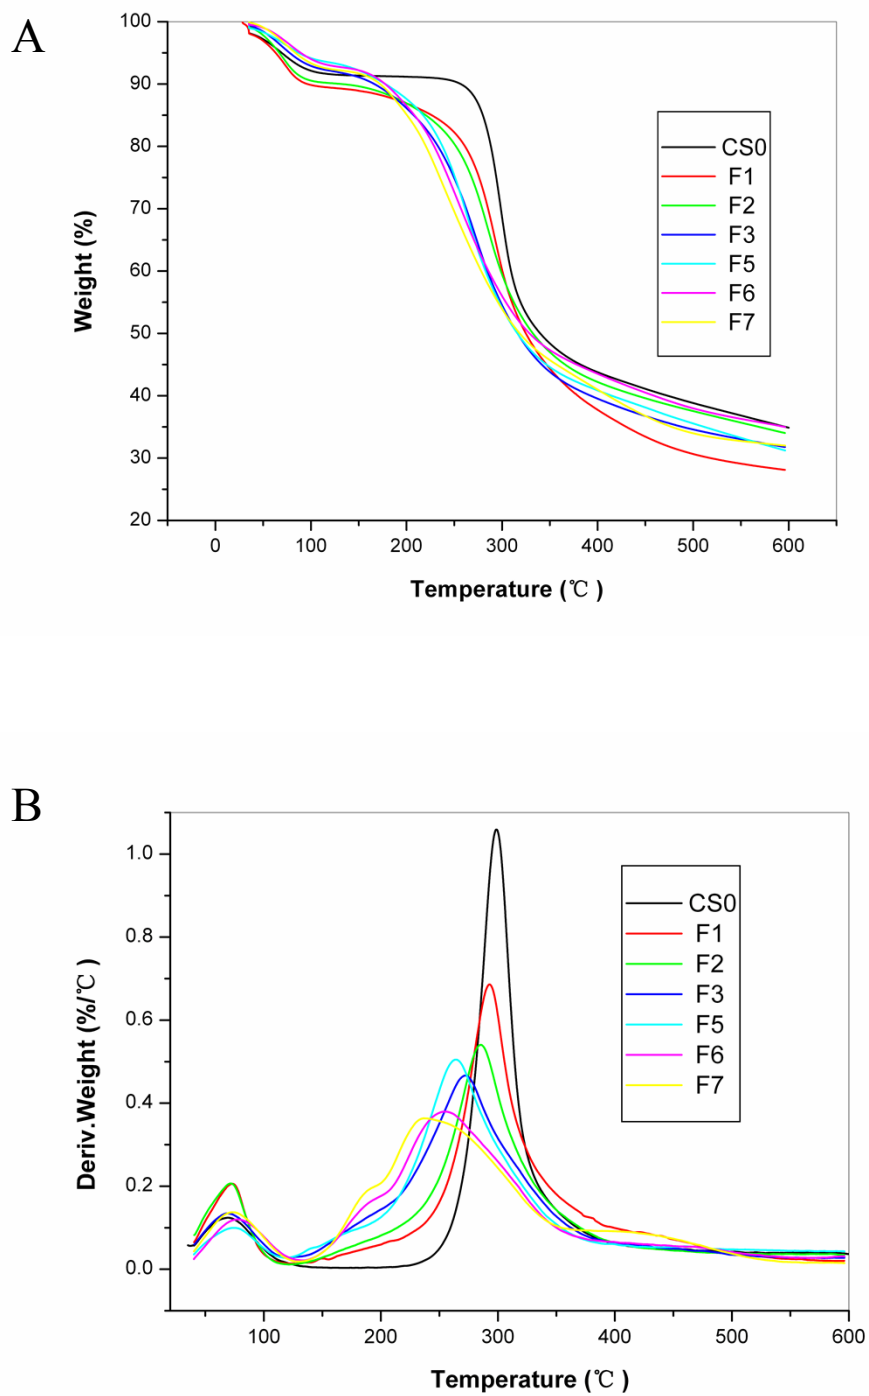 A
100
90
80
70
60
50
40
30
20
Weight (%)
CS0
F1
F2
F3
F5
F6
F7
0
100
200
300
400
500
600
Temperature (℃ )
B
1.0
0.8
0.6
0.4
0.2
0.0
Deriv.Weight (%/℃)
CS0
F1
F2
F3
F5
F6
F7
100
200
300
400
500
600
Temperature (℃ )